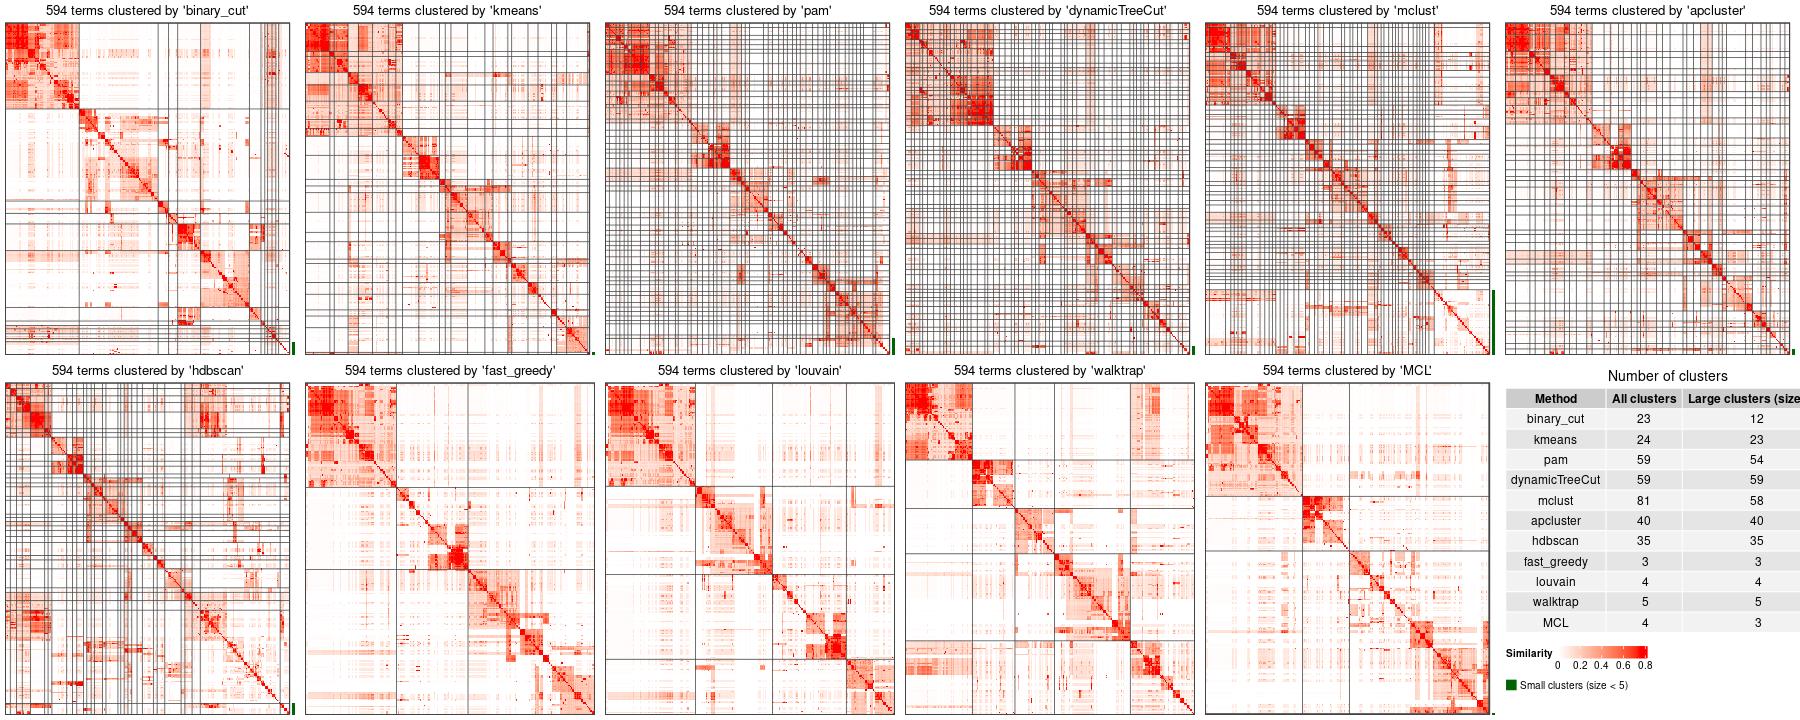 594 terms clustered by 'binary_cut'
594 terms clustered by 'kmeans'
594 terms clustered by 'pam'
594 terms clustered by 'dynamicTreeCut'
594 terms clustered by 'mclust'
594 terms clustered by 'apcluster'
594 terms clustered by 'hdbscan'
594 terms clustered by 'fast_greedy'
594 terms clustered by 'louvain'
594 terms clustered by 'walktrap'
594 terms clustered by 'MCL'
Number of clusters
Method All clusters Large clusters (size
binary_cut 23 12
kmeans 24 23
pam 59 54
dynamicTreeCut 59 59
mclust 81 58
apcluster 40 40
hdbscan 35 35
fast_greedy 3 3
louvain 4 4
walktrap 5 5
MCL 4 3
Similarity
0 0.2 0.4 0.6 0.8
Small clusters (size < 5)